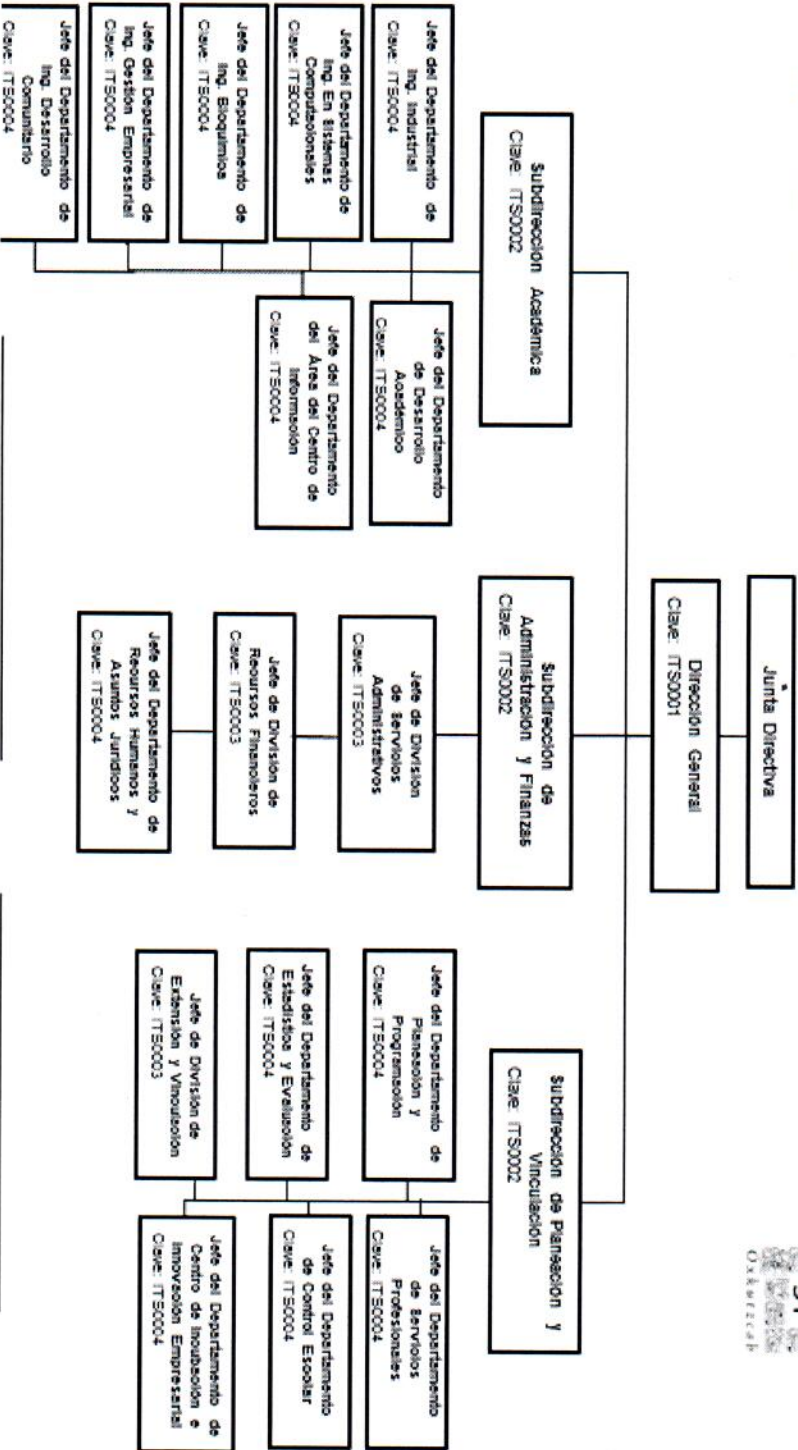 Oxkutzcab
Junta Directiva
Dirección General
Clave: ITS0001
Subdirección Académica
Clave: ITS0002
Subdirección de
Administración y Finanzas
Clave: ITS0002
Subdirección de Planeación y
Vinculación
Clave: ITS0002
Jefe del Departamento de
Ing. Industrial
Clave: ITS0004
Jefe del Departamento de
Ing. En Sistemas
Computacionales
Clave: ITS0004
Jefe del Departamento de
Ing. Bioquímica
Clave: ITS0004
Jefe del Departamento de
Ing. Gestión Empresarial
Clave: ITS0004
Jefe del Departamento de
Ing. Desarrollo
Comunitario
Clave: ITS0004
Jefe del Departamento
de Desarrollo
Académico
Clave: ITS0004
Jefe del Departamento
del Área del Centro de
Información
Clave: ITS0004
Jefe de División
de Servicios
Administrativos
Clave: ITS0003
Jefe de División de
Recursos Financieros
Clave: ITS0003
Jefe del Departamento de
Recursos Humanos y
Asuntos Jurídicos
Clave: ITS0004
Jefe del Departamento de
Planeación y
Programación
Clave: ITS0004
Jefe del Departamento de
Estadística y Evaluación
Clave: ITS0004
Jefe de División de
Extensión y Vinculación
Clave: ITS0003
Jefe del Departamento
de Servicios
Profesionales
Clave: ITS0004
Jefe del Departamento
de Control Escolar
Clave: ITS0004
Jefe del Departamento de
Centro de Incubación e
Innovación Empresarial
Clave: ITS0004